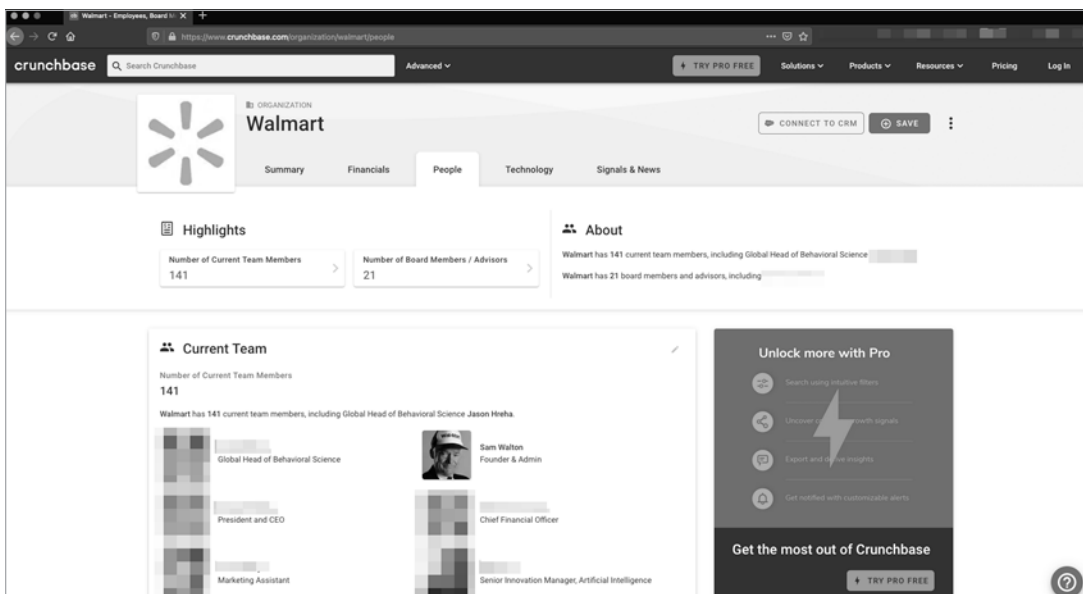 Walmart - Employees, Board M
https://www.crunchbase.com/organization/walmart/people
crunchbase
Search Crunchbase
Advanced
TRY PRO FREE
Solutions
Products
Resources
Pricing
Log In
ORGANIZATION
Walmart
CONNECT TO CRM
SAVE
Summary
Financials
People
Technology
Signals & News
Highlights
Number of Current Team Members
141
Number of Board Members / Advisors
21
About
Walmart has 141 current team members, including Global Head of Behavioral Science
Walmart has 21 board members and advisors, including
Current Team
Number of Current Team Members
141
Walmart has 141 current team members, including Global Head of Behavioral Science Jason Hreha.
Global Head of Behavioral Science
Sam Walton
Founder & Admin
President and CEO
Chief Financial Officer
Marketing Assistant
Senior Innovation Manager, Artificial Intelligence
Unlock more with Pro
Search using intuitive filters
Uncover growth signals
Export and insights
Get notified with customizable alerts
Get the most out of Crunchbase
TRY PRO FREE